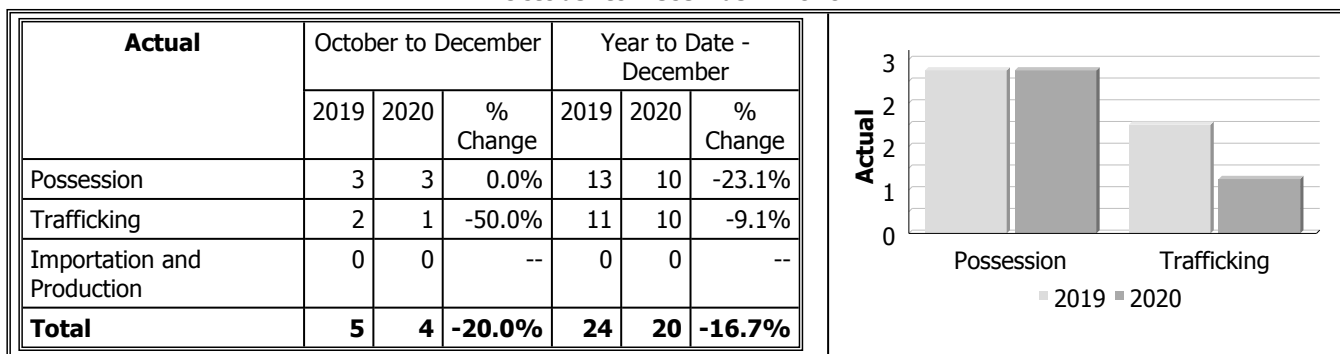 Actual October to December Year to Date -
December
2019 2020 %
Change 2019 2020 %
Change
Possession 3 3 0.0% 13 10 -23.1%
Trafficking 2 1 -50.0% 11 10 -9.1%
Importation and
Production 0 0 -- 0 0 --
Total 5 4 -20.0% 24 20 -16.7%
Actual
3
2
2
1
0
Possession Trafficking
2019 2020